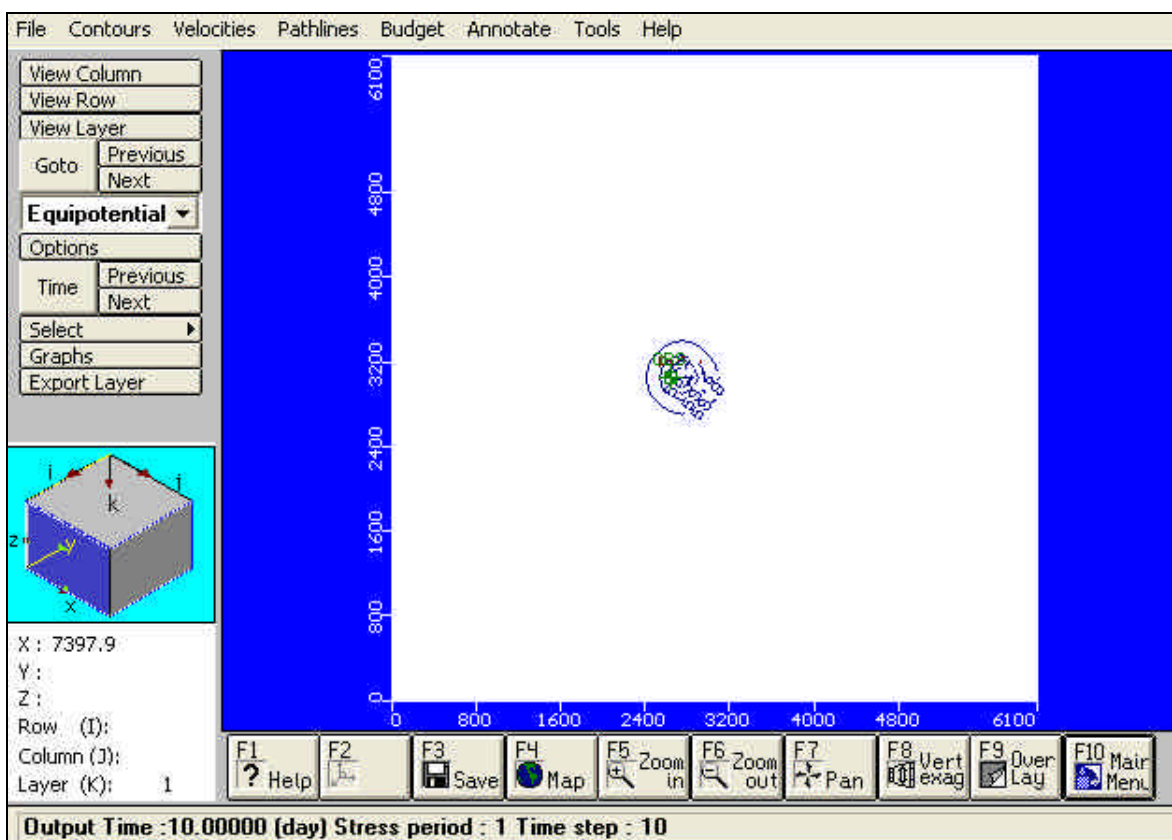 File Contours Velocities Pathlines Budget Annotate Tools Help
View Column
View Row
View Layer
Goto Previous
Next
Equipotential
Options
Time Previous
Next
Select
Graphs
Export Layer
i j
k
z y
x
X : 7397.9
Y :
Z :
Row (I):
Column (J):
Layer (K): 1
6100
4800
4000
3200
2400
1600
800
0
0 800 1600 2400 3200 4000 4800 6100
F1 ? Help
F2
F3 Save
F4 Map
F5 Zoom in
F6 Zoom out
F7 Pan
F8 Vert exag
F9 Over Lay
F10 Main Menu
Output Time :10.00000 (day) Stress period : 1 Time step : 10